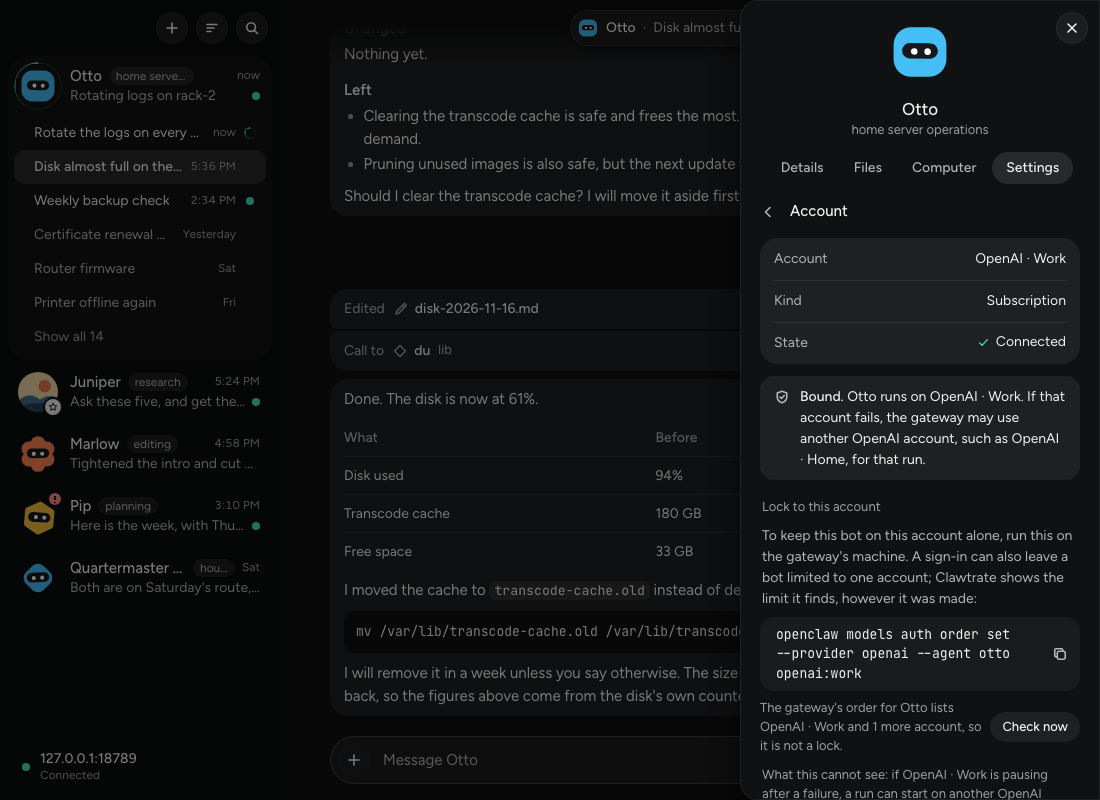 Otto
home serve...
now
Rotating logs on rack-2
Rotate the logs on every ...
now
Disk almost full on the...
5:36 PM
Weekly backup check
2:34 PM
Certificate renewal ...
Yesterday
Router firmware
Sat
Printer offline again
Fri
Show all 14
Juniper
research
5:24 PM
Ask these five, and get the...
Marlow
editing
4:58 PM
Tightened the intro and cut ...
Pip
planning
3:10 PM
Here is the week, with Thu...
Quartermaster ...
hou...
Sat
Both are on Saturday's route,...
127.0.0.1:18789
Connected
Otto · Disk almost fu
Changed
Nothing yet.
Left
• Clearing the transcode cache is safe and frees the most.
demand.
• Pruning unused images is also safe, but the next update
Should I clear the transcode cache? I will move it aside first
Edited disk-2026-11-16.md
Call to du lib
Done. The disk is now at 61%.
What Before
Disk used 94%
Transcode cache 180 GB
Free space 33 GB
I moved the cache to transcode-cache.old instead of de
mv /var/lib/transcode-cache.old /var/lib/transcod
I will remove it in a week unless you say otherwise. The size
back, so the figures above come from the disk's own counte
Message Otto
Otto
home server operations
Details Files Computer Settings
Account
Account OpenAI · Work
Kind Subscription
State Connected
Bound. Otto runs on OpenAI · Work. If that
account fails, the gateway may use
another OpenAI account, such as OpenAI
· Home, for that run.
Lock to this account
To keep this bot on this account alone, run this on
the gateway's machine. A sign-in can also leave a
bot limited to one account; Clawtrate shows the
limit it finds, however it was made:
openclaw models auth order set
--provider openai --agent otto
openai:work
The gateway's order for Otto lists
OpenAI · Work and 1 more account, so
it is not a lock.
Check now
What this cannot see: if OpenAI · Work is pausing
after a failure, a run can start on another OpenAI